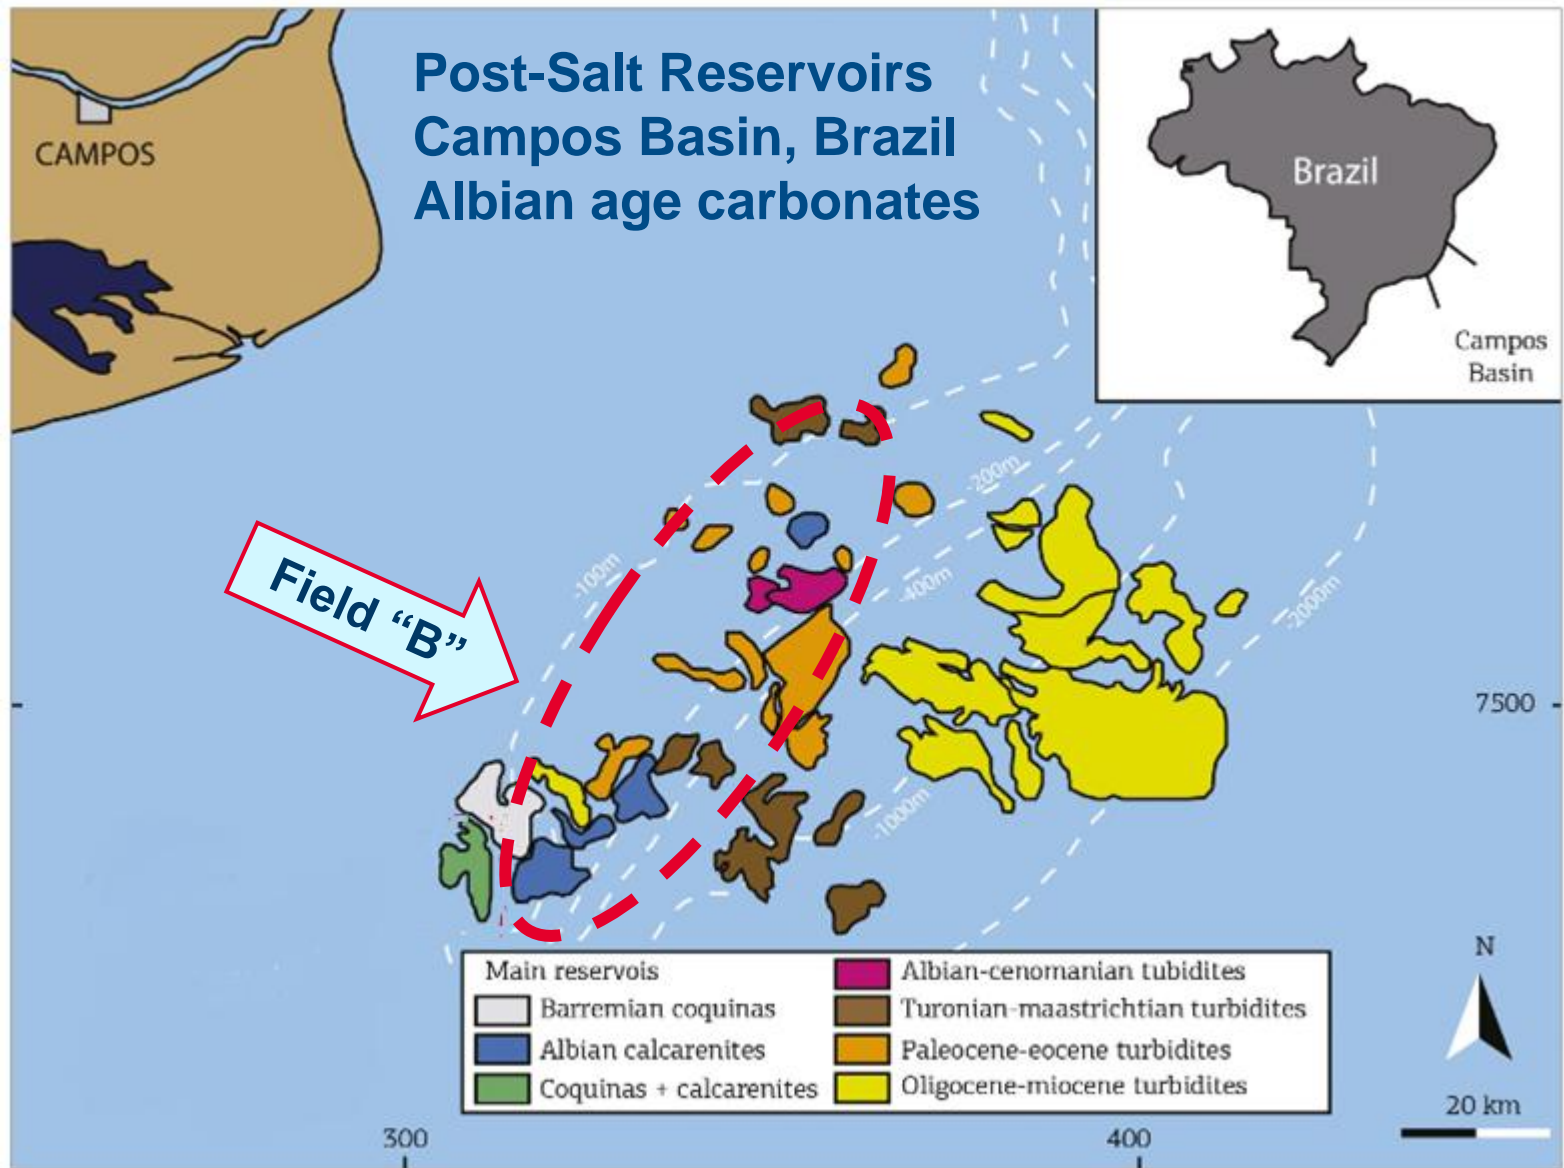 Post-Salt Reservoirs
Campos Basin, Brazil
Albian age carbonates
CAMPOS
Brazil
Campos
Basin
-200m
-100m
-400m
-2000m
Field “B”
7500
-1000m
Main reservois
Barremian coquinas
Albian calcarenites
Coquinas + calcarenites
Albian-cenomanian tubidites
Turonian-maastrichtian turbidites
Paleocene-eocene turbidites
Oligocene-miocene turbidites
N
20 km
300
400